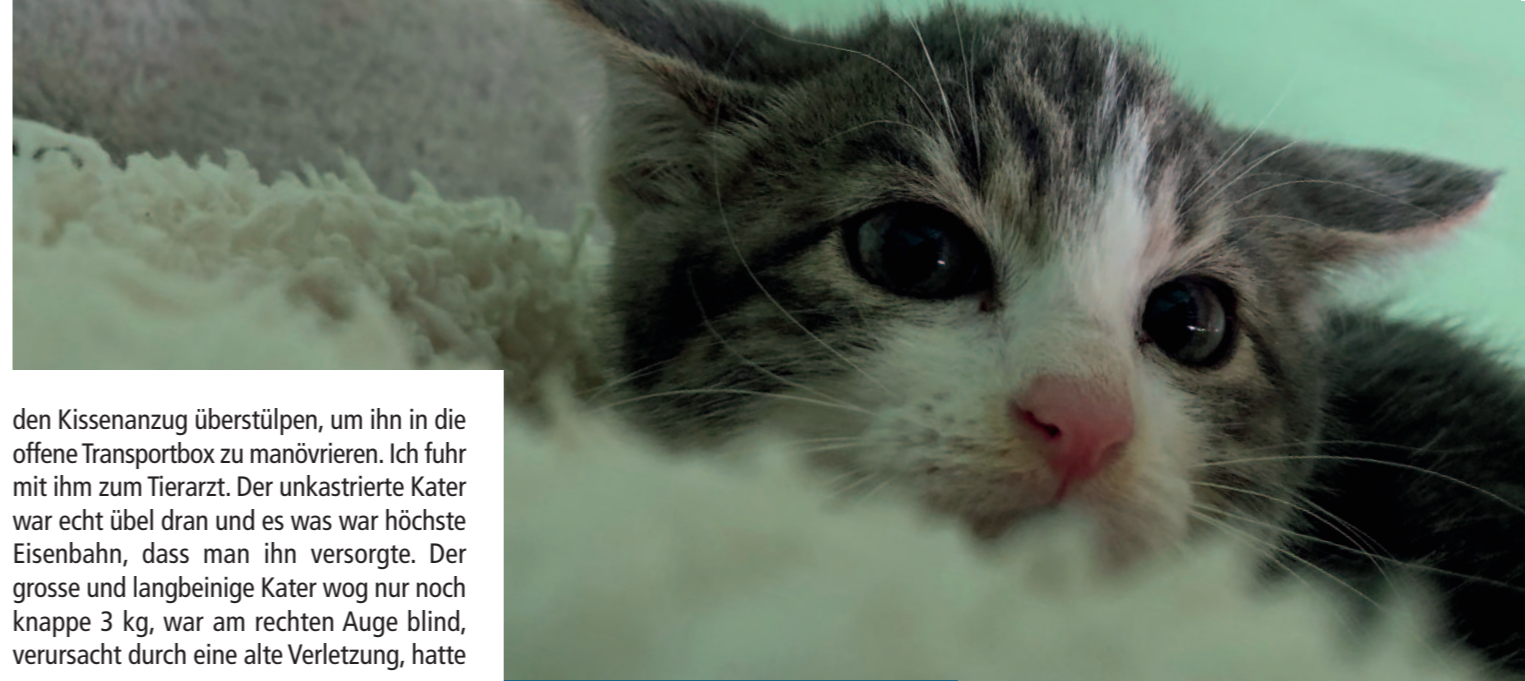 den Kissenanzug überstülpen, um ihn in die
offene Transportbox zu manövrieren. Ich fuhr
mit ihm zum Tierarzt. Der unkastrierte Kater
war echt übel dran und es was war höchste
Eisenbahn, dass man ihn versorgte. Der
grosse und langbeinige Kater wog nur noch
knappe 3 kg, war am rechten Auge blind,
verursacht durch eine alte Verletzung, hatte